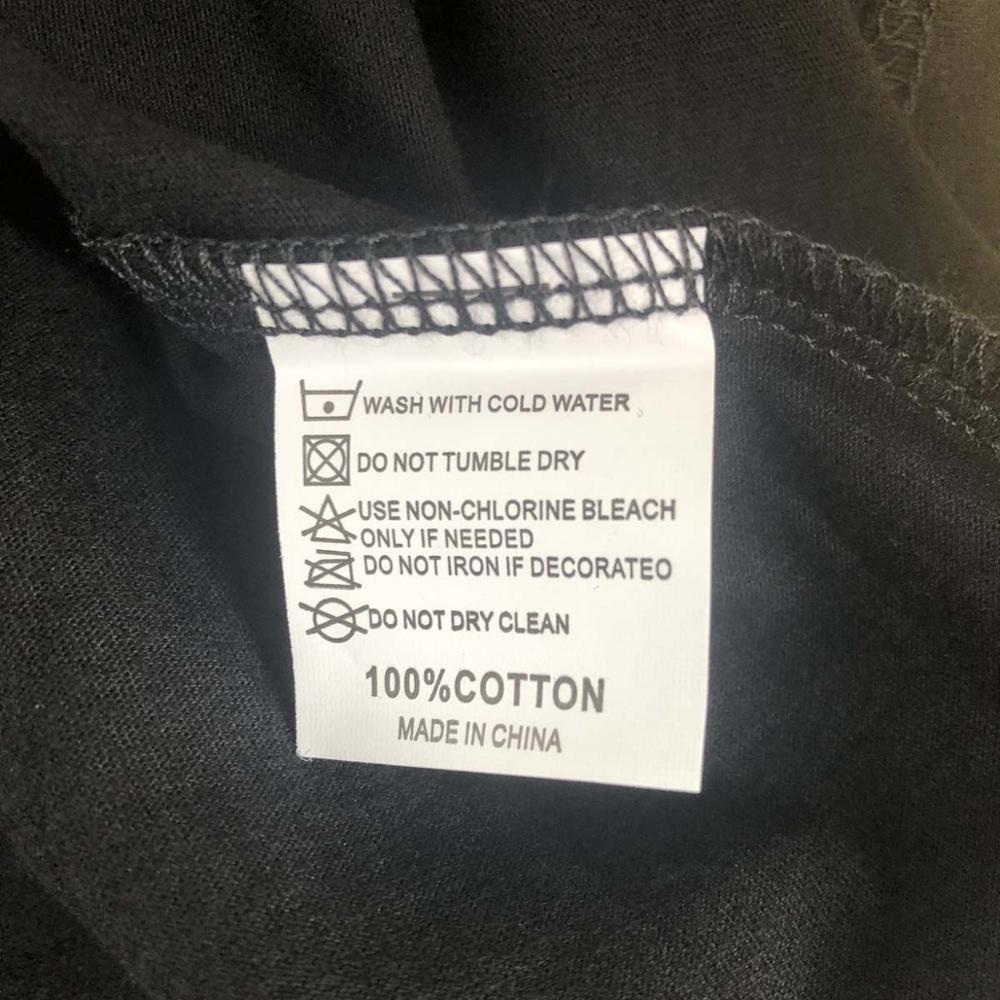 WASH WITH COLD WATER
DO NOT TUMBLE DRY
USE NON-CHLORINE BLEACH
ONLY IF NEEDED
DO NOT IRON IF DECORATEO
DO NOT DRY CLEAN
100%COTTON
MADE IN CHINA